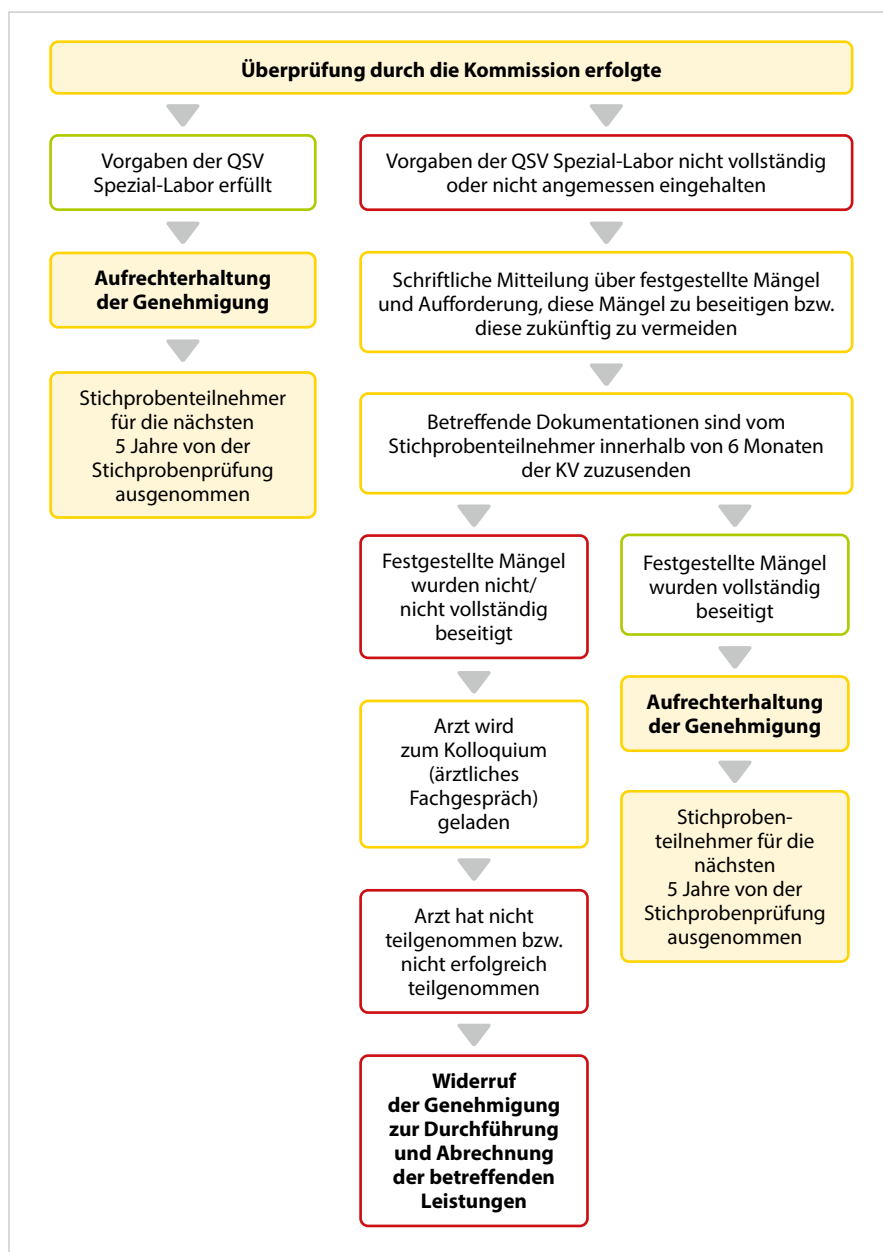 Überprüfung durch die Kommission erfolgte
Vorgaben der QSV
Spezial-Labor erfüllt
Aufrechterhaltung
der Genehmigung
Stichprobenteilnehmer
für die nächsten
5 Jahre von der
Stichprobenprüfung
ausgenommen
Vorgaben der QSV Spezial-Labor nicht vollständig
oder nicht angemessen eingehalten
Schriftliche Mitteilung über festgestellte Mängel
und Aufforderung, diese Mängel zu beseitigen bzw.
diese zukünftig zu vermeiden
Betreffende Dokumentationen sind vom
Stichprobenteilnehmer innerhalb von 6 Monaten
der KV zuzusenden
Festgestellte Mängel
wurden nicht/
nicht vollständig
beseitigt
Arzt wird
zum Kolloquium
(ärztliches
Fachgespräch)
geladen
Arzt hat nicht
teilgenommen bzw.
nicht erfolgreich
teilgenommen
Widerruf
der Genehmigung
zur Durchführung
und Abrechnung
der betreffenden
Leistungen
Festgestellte Mängel
wurden vollständig
beseitigt
Aufrechterhaltung
der Genehmigung
Stichproben-
teilnehmer für die
nächsten
5 Jahre von der
Stichprobenprüfung
ausgenommen